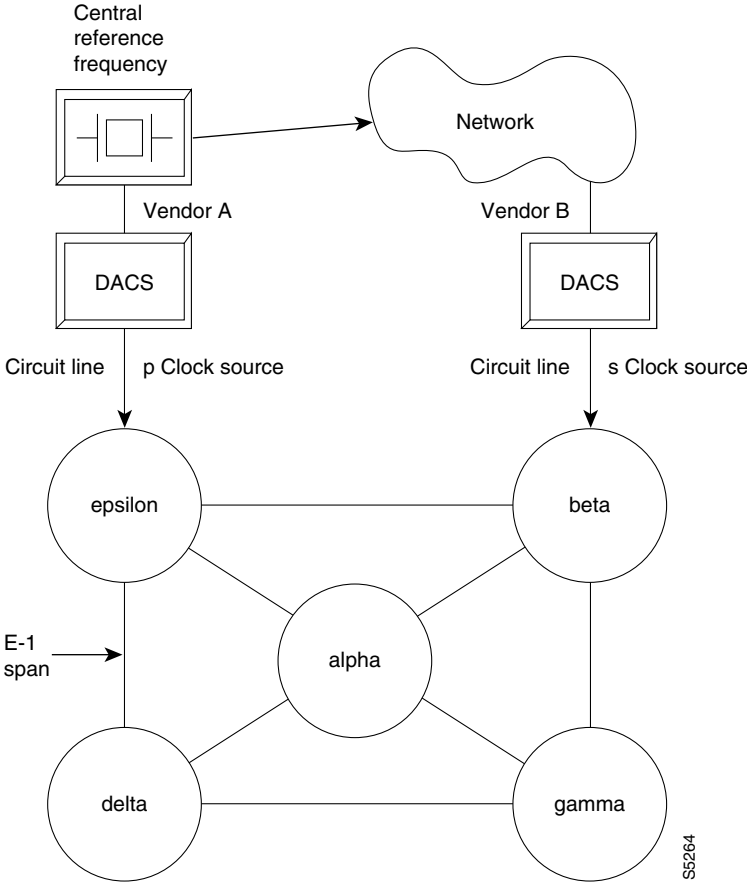 Central
reference
frequency
Network
Vendor A
Vendor B
DACS
DACS
Circuit line
p Clock source
Circuit line
s Clock source
epsilon
beta
E-1
span
alpha
delta
gamma
S5264